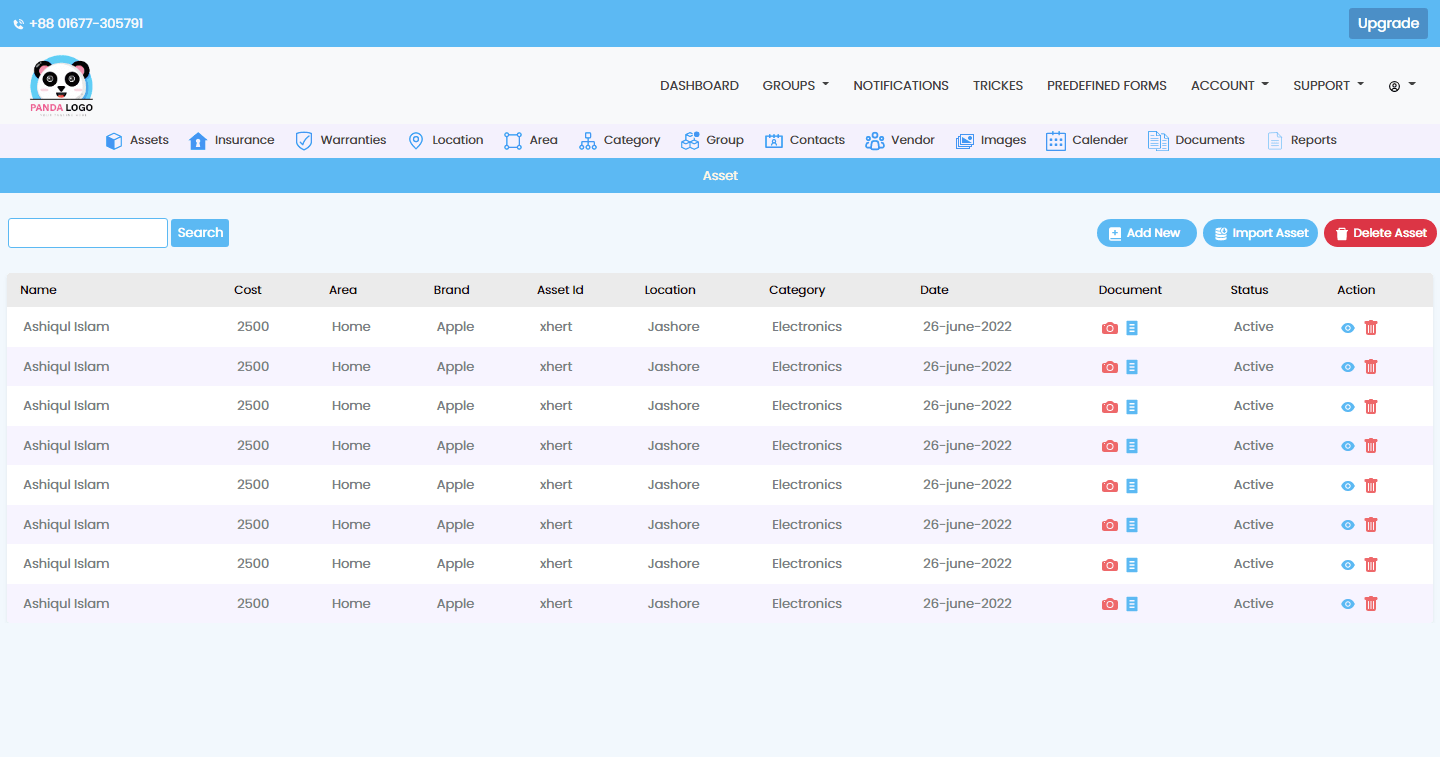 +88 01677-305791 Upgrade
PANDA LOGO
DASHBOARD GROUPS NOTIFICATIONS TRICKES PREDEFINED FORMS ACCOUNT SUPPORT
Assets Insurance Warranties Location Area Category Group Contacts Vendor Images Calender Documents Reports
Asset
Search Add New Import Asset Delete Asset
Name Cost Area Brand Asset Id Location Category Date Document Status Action
Ashiqul Islam 2500 Home Apple xhert Jashore Electronics 26-june-2022 Active
Ashiqul Islam 2500 Home Apple xhert Jashore Electronics 26-june-2022 Active
Ashiqul Islam 2500 Home Apple xhert Jashore Electronics 26-june-2022 Active
Ashiqul Islam 2500 Home Apple xhert Jashore Electronics 26-june-2022 Active
Ashiqul Islam 2500 Home Apple xhert Jashore Electronics 26-june-2022 Active
Ashiqul Islam 2500 Home Apple xhert Jashore Electronics 26-june-2022 Active
Ashiqul Islam 2500 Home Apple xhert Jashore Electronics 26-june-2022 Active
Ashiqul Islam 2500 Home Apple xhert Jashore Electronics 26-june-2022 Active